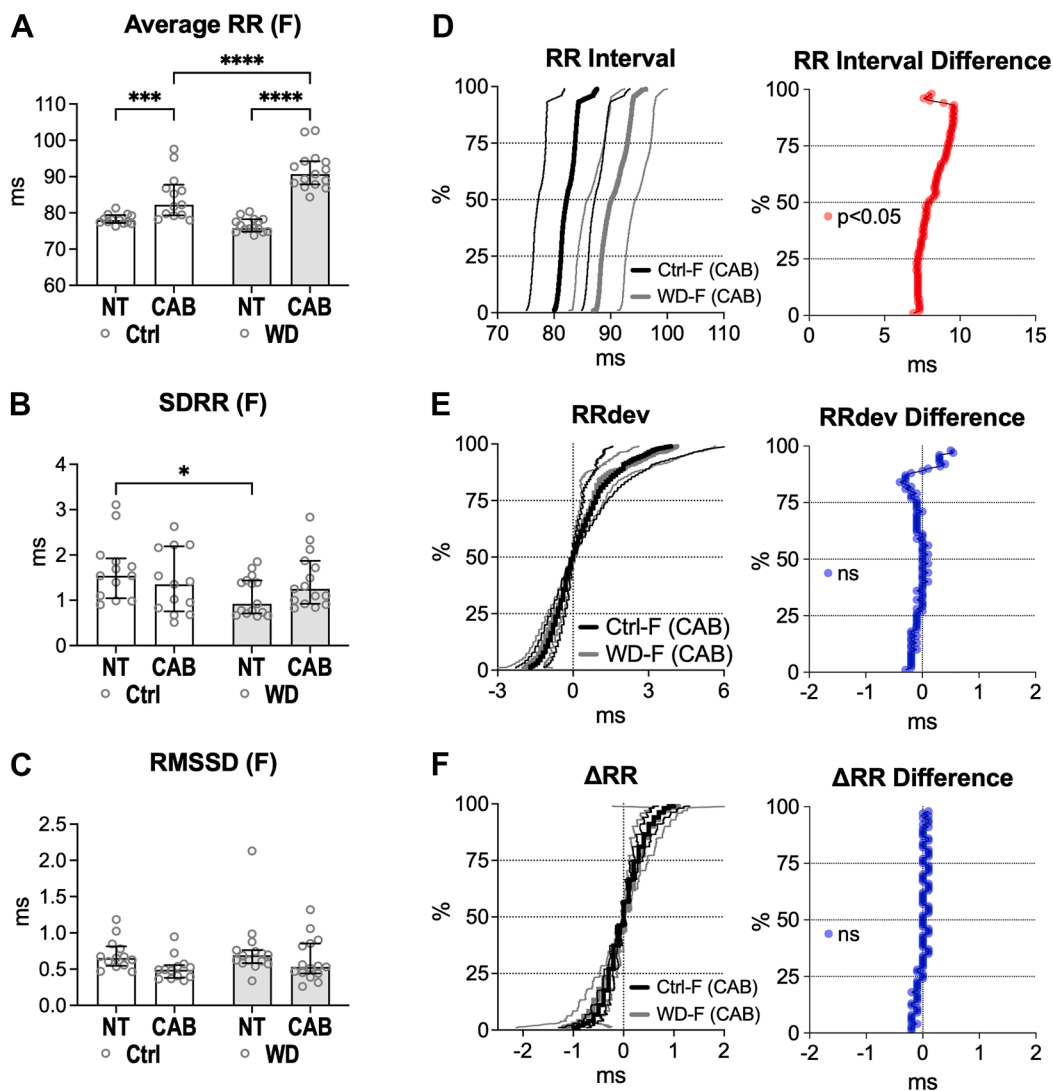 A
Average RR (F)
****
***
****
110
100
90
80
70
60
ms
NT CAB NT CAB
Ctrl WD
B
SDRR (F)
*
4
3
2
1
0
ms
NT CAB NT CAB
Ctrl WD
C
RMSSD (F)
2.5
2.0
1.5
1.0
0.5
0.0
ms
NT CAB NT CAB
Ctrl WD
D
RR Interval
100
75
50
25
0
%
Ctrl-F (CAB)
WD-F (CAB)
70 80 90 100 110
ms
RR Interval Difference
100
75
50
25
0
%
p<0.05
0 5 10 15
ms
E
RRdev
100
75
50
25
0
%
Ctrl-F (CAB)
WD-F (CAB)
-3 0 3 6
ms
RRdev Difference
100
75
50
25
0
%
ns
-2 -1 0 1 2
ms
F
ΔRR
100
75
50
25
0
%
Ctrl-F (CAB)
WD-F (CAB)
-2 -1 0 1 2
ms
ΔRR Difference
100
75
50
25
0
%
ns
-2 -1 0 1 2
ms